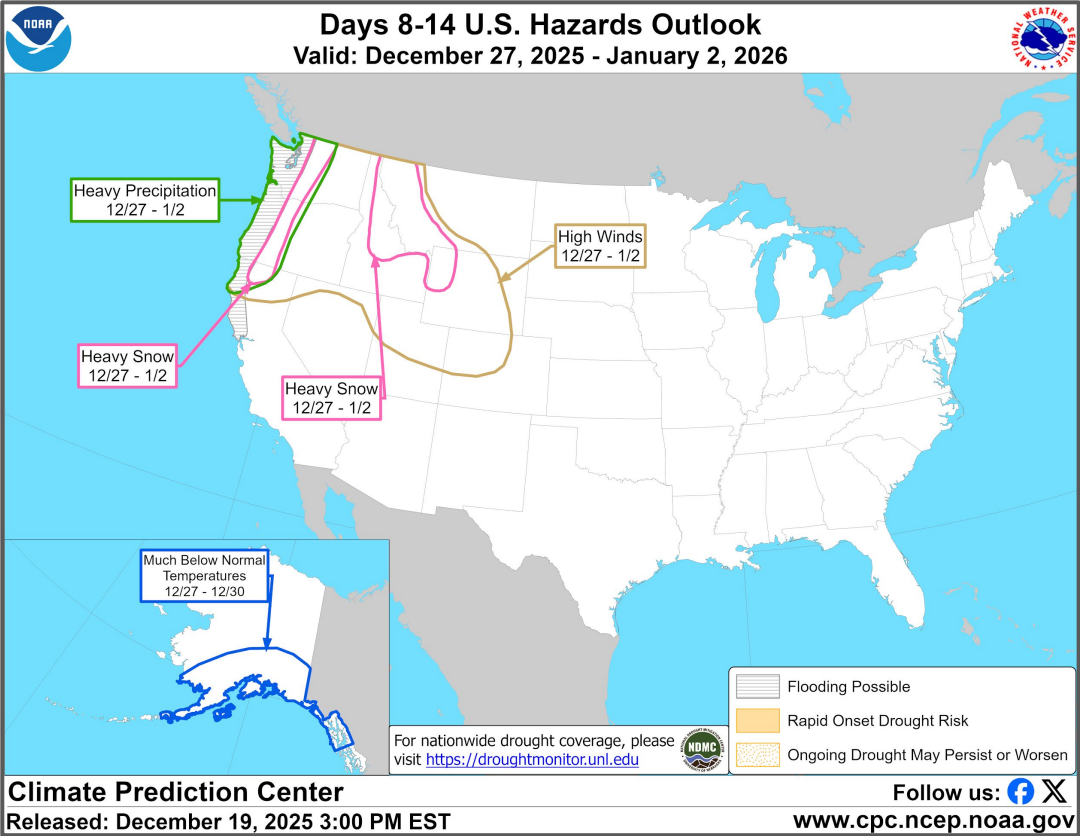 NOAA
Days 8-14 U.S. Hazards Outlook
Valid: December 27, 2025 - January 2, 2026
NATIONAL WEATHER SERVICE
Heavy Precipitation
12/27 - 1/2
High Winds
12/27 - 1/2
Heavy Snow
12/27 - 1/2
Heavy Snow
12/27 - 1/2
Much Below Normal
Temperatures
12/27 - 12/30
Flooding Possible
Rapid Onset Drought Risk
Ongoing Drought May Persist or Worsen
For nationwide drought coverage, please
visit https://droughtmonitor.unl.edu
NDMC
Climate Prediction Center
Follow us:
Released: December 19, 2025 3:00 PM EST
www.cpc.ncep.noaa.gov